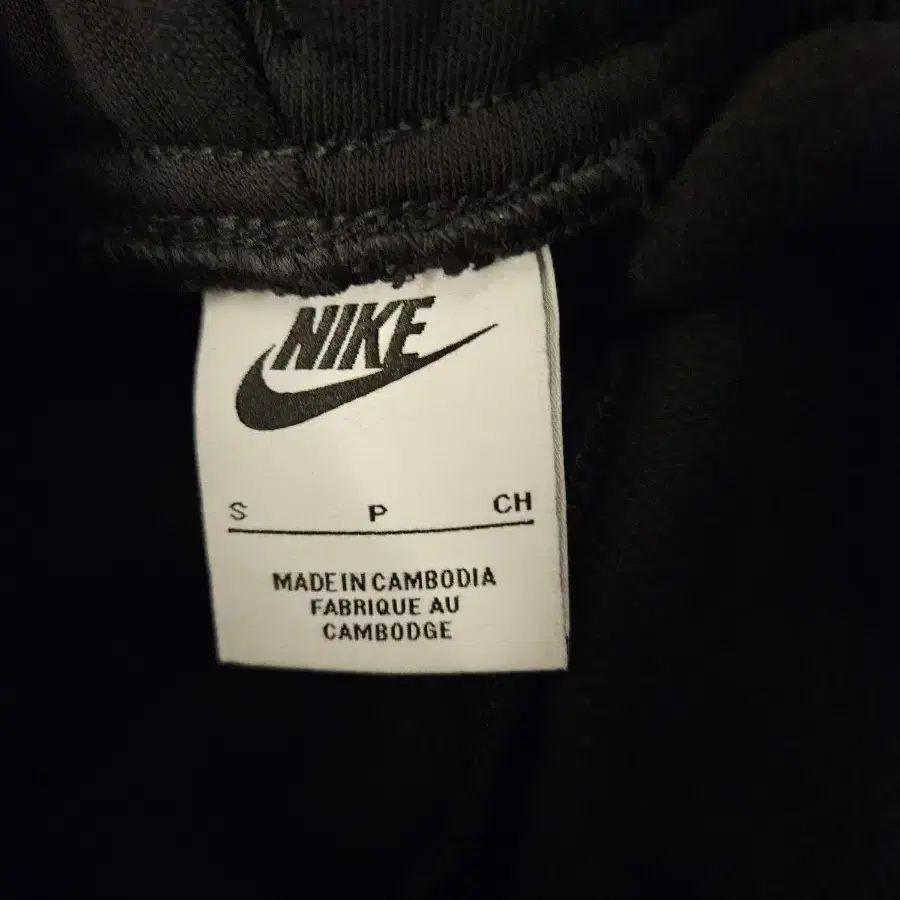 NIKE
S P CH
MADE IN CAMBODIA
FABRIQUE AU
CAMBODGE